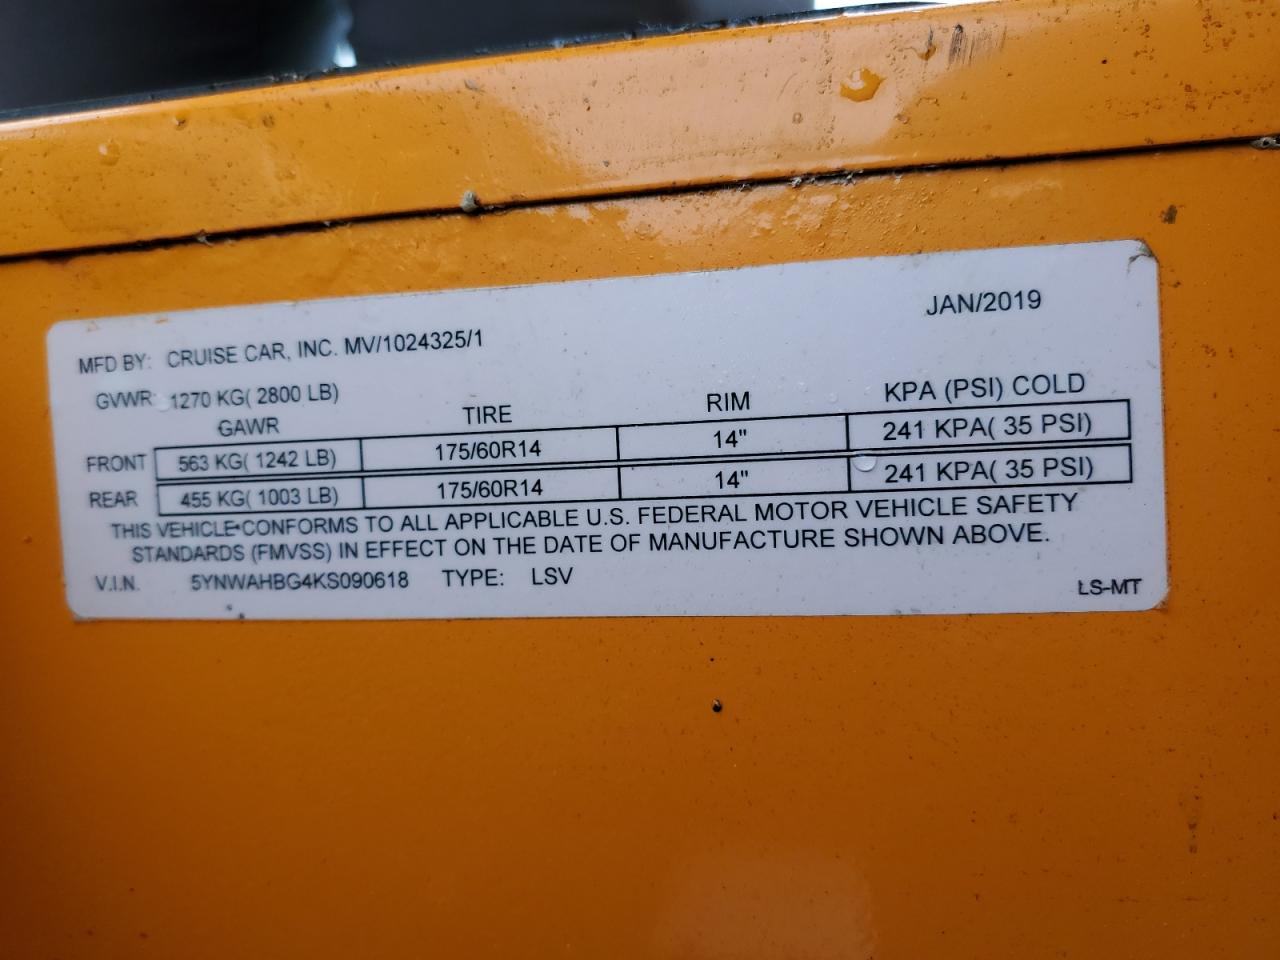 JAN/2019
MFD BY: CRUISE CAR, INC. MV/1024325/1
GVWR 1270 KG( 2800 LB)
GAWR TIRE RIM KPA (PSI) COLD
FRONT 563 KG( 1242 LB) 175/60R14 14" 241 KPA( 35 PSI)
REAR 455 KG( 1003 LB) 175/60R14 14" 241 KPA( 35 PSI)
THIS VEHICLE CONFORMS TO ALL APPLICABLE U.S. FEDERAL MOTOR VEHICLE SAFETY
STANDARDS (FMVSS) IN EFFECT ON THE DATE OF MANUFACTURE SHOWN ABOVE.
V.I.N. 5YNWAHBG4KS090618 TYPE: LSV
LS-MT